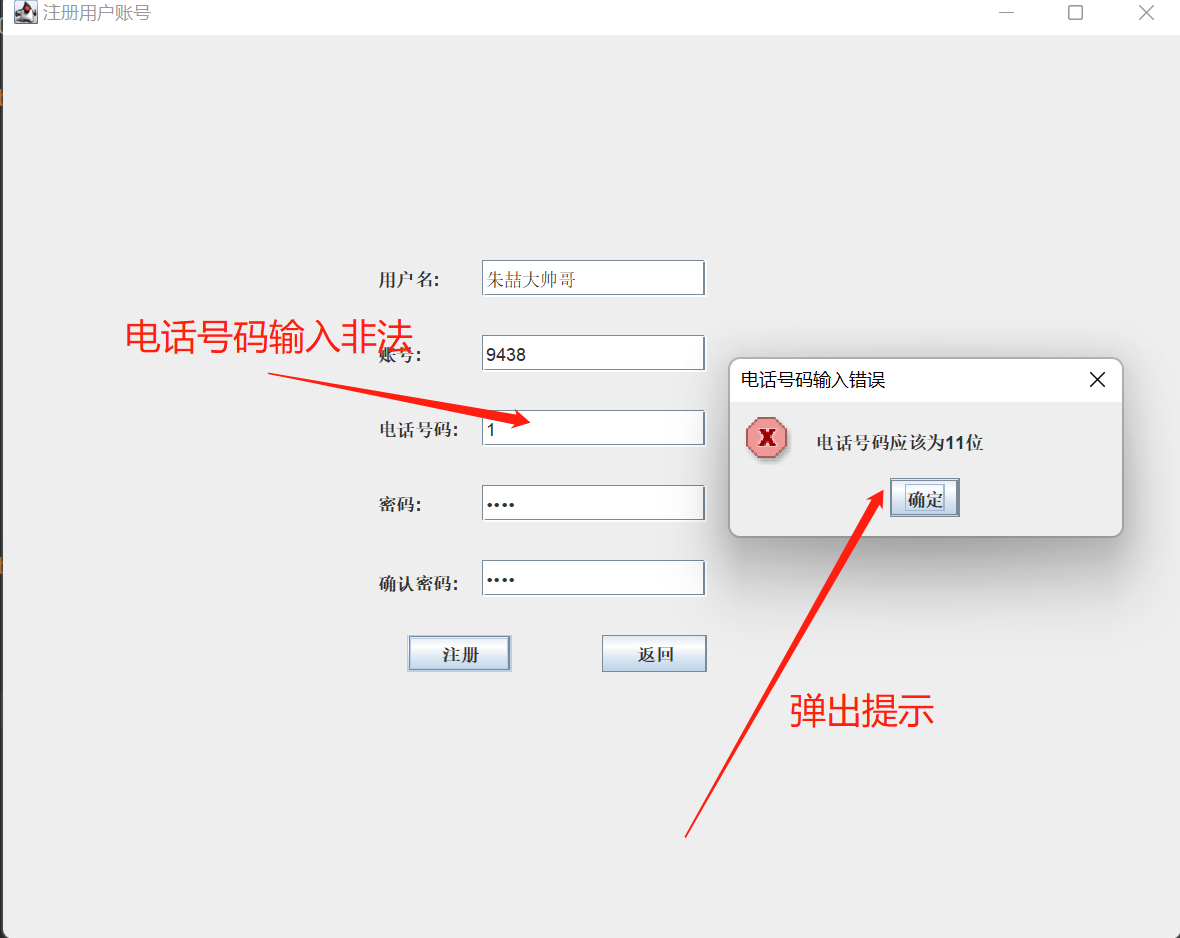 注册用户账号
用户名:
朱喆大帅哥
电话号码输入非法
账号:
9438
电话号码输入错误
电话号码:
1
电话号码应该为11位
密码:
••••
确定
确认密码:
••••
注册
返回
弹出提示